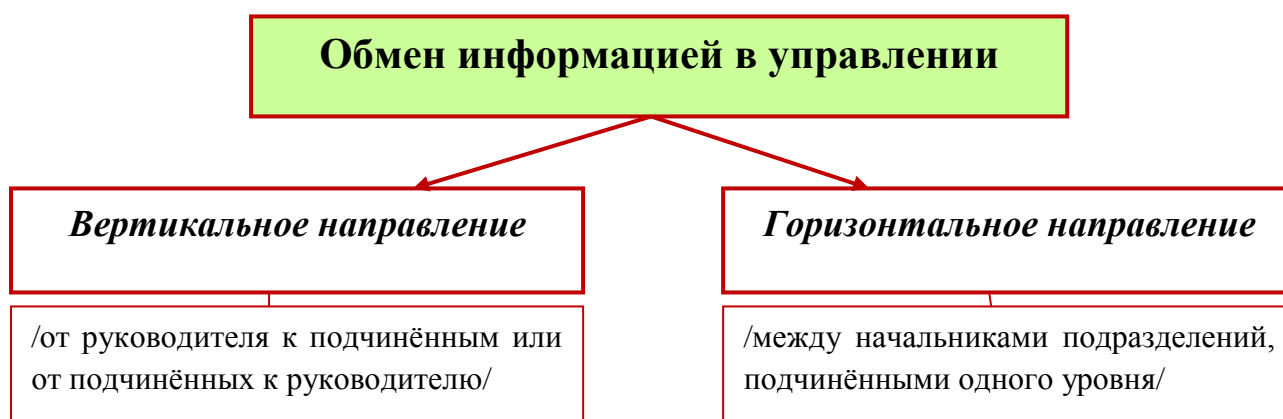 Обмен информацией в управлении
Вертикальное направление
/от руководителя к подчинённым или
от подчинённых к руководителю/
Горизонтальное направление
/между начальниками подразделений,
подчинёнными одного уровня/